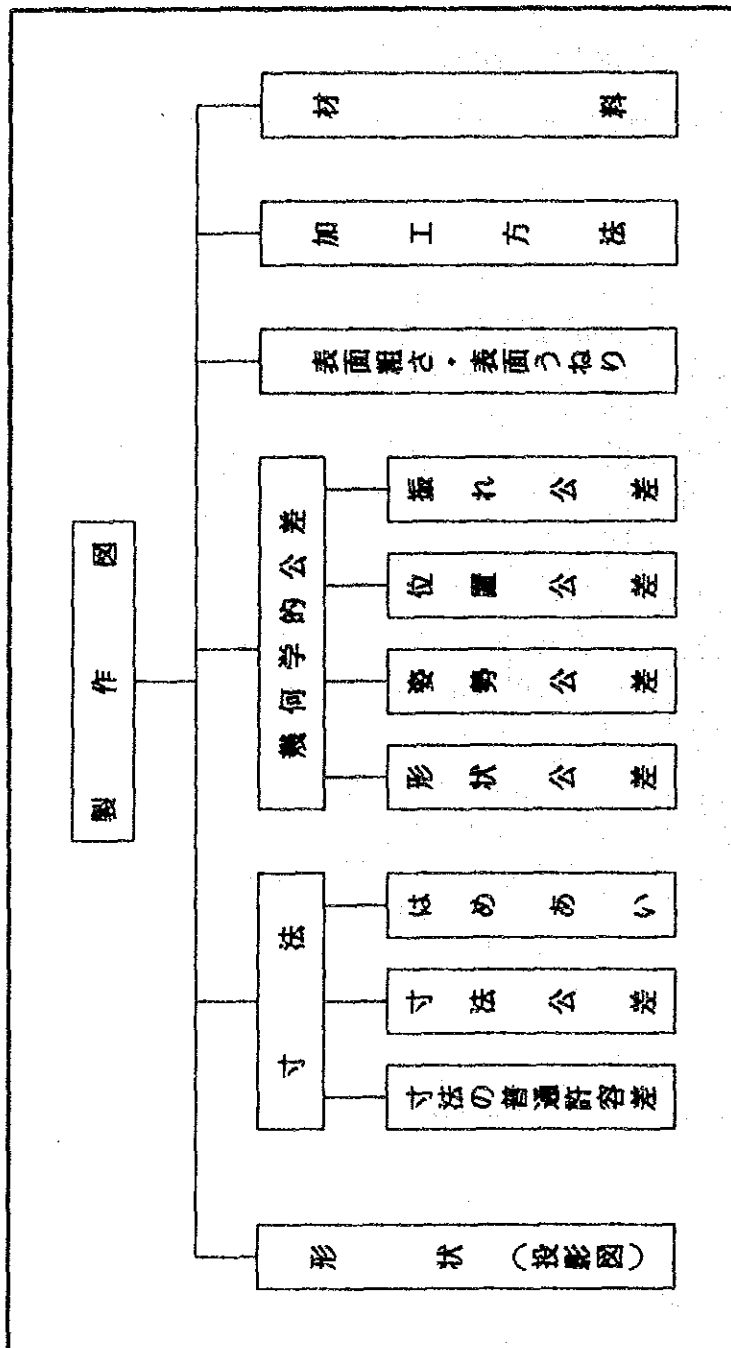 製作図
形状（投影図）
寸法
寸法の普通許容差
寸法公差
はめあい
幾何学的公差
形状公差
姿勢公差
位置公差
振れ公差
表面粗さ・表面うねり
加工方法
材料